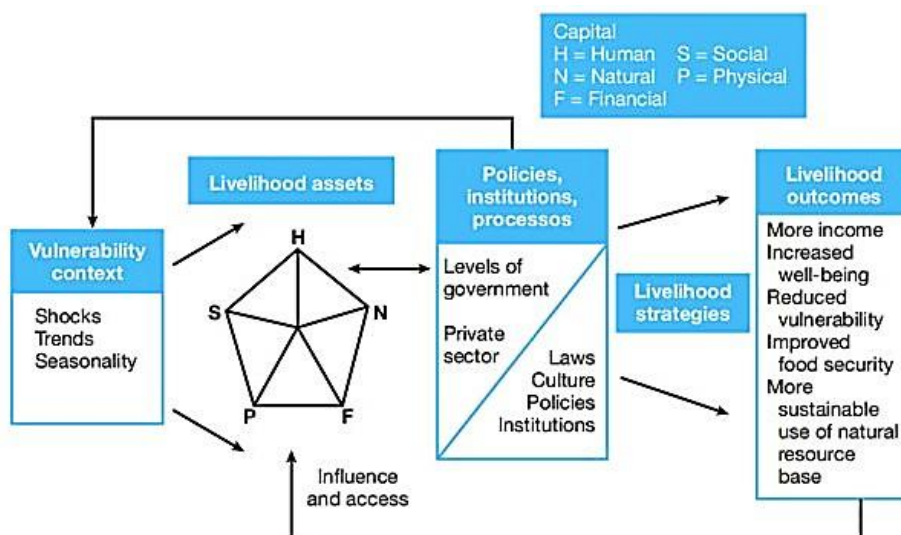 Capital
H = Human S = Social
N = Natural P = Physical
F = Financial
Livelihood assets
Policies,
institutions,
processos
Livelihood
outcomes
Vulnerability
context
Shocks
Trends
Seasonality
H
S
N
P
F
Levels of
government
Private
sector
Laws
Culture
Policies
Institutions
Livelihood
strategies
More income
Increased
well-being
Reduced
vulnerability
Improved
food security
More
sustainable
use of natural
resource
base
Influence
and access